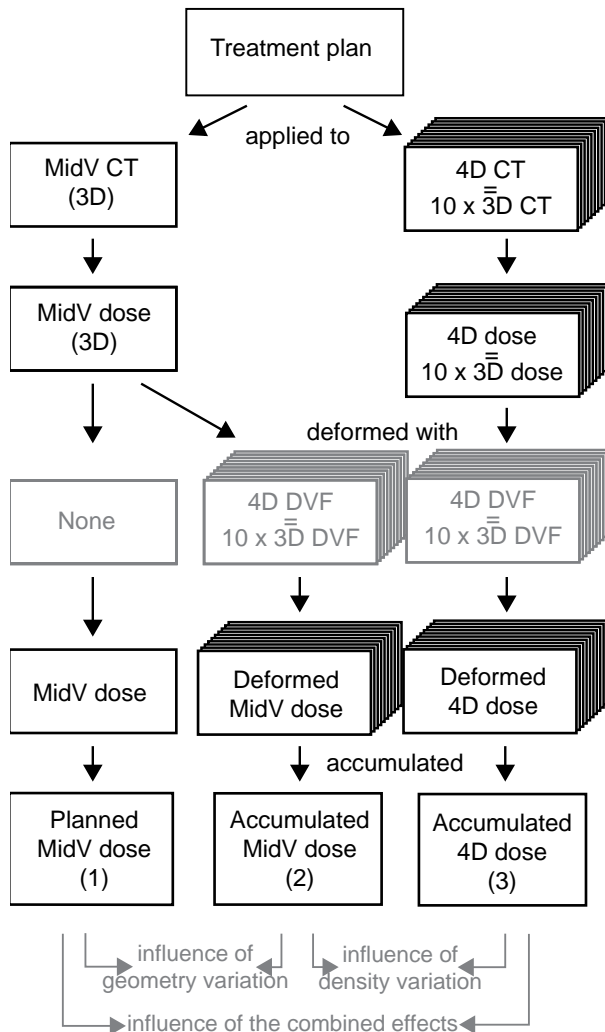 Treatment plan
applied to
MidV CT
(3D)
4D CT
=
10 x 3D CT
MidV dose
(3D)
4D dose
=
10 x 3D dose
deformed with
None
4D DVF
=
10 x 3D DVF
4D DVF
=
10 x 3D DVF
MidV dose
Deformed
MidV dose
Deformed
4D dose
accumulated
Planned
MidV dose
(1)
Accumulated
MidV dose
(2)
Accumulated
4D dose
(3)
influence of
geometry variation
influence of
density variation
influence of the combined effects